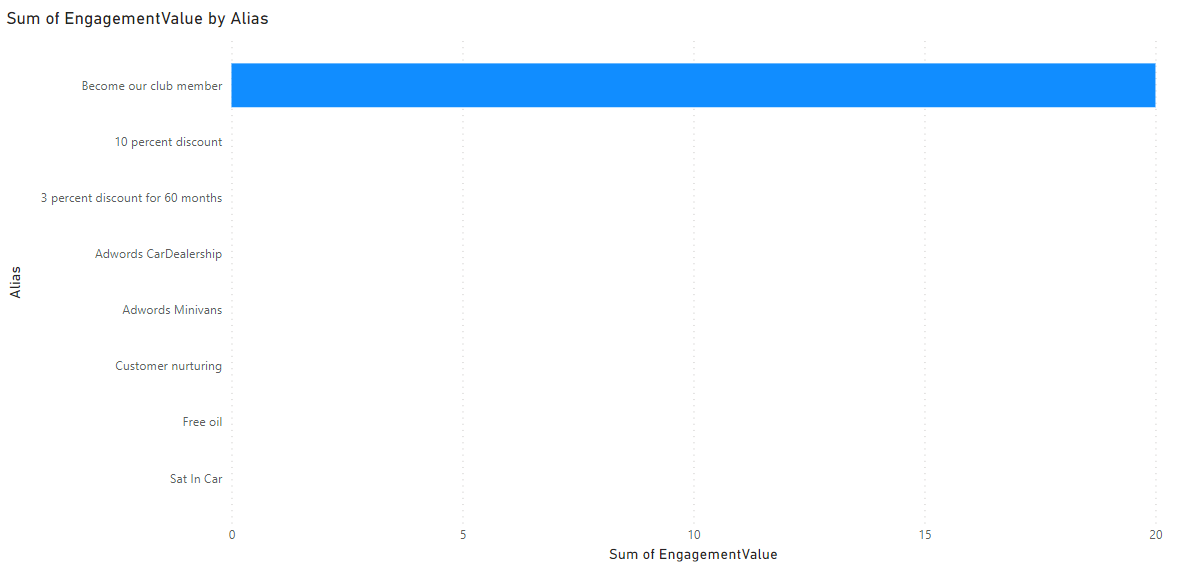 Sum of EngagementValue by Alias
Become our club member
10 percent discount
3 percent discount for 60 months
Adwords CarDealership
Adwords Minivans
Customer nurturing
Free oil
Sat In Car
Alias
0 5 10 15 20
Sum of EngagementValue